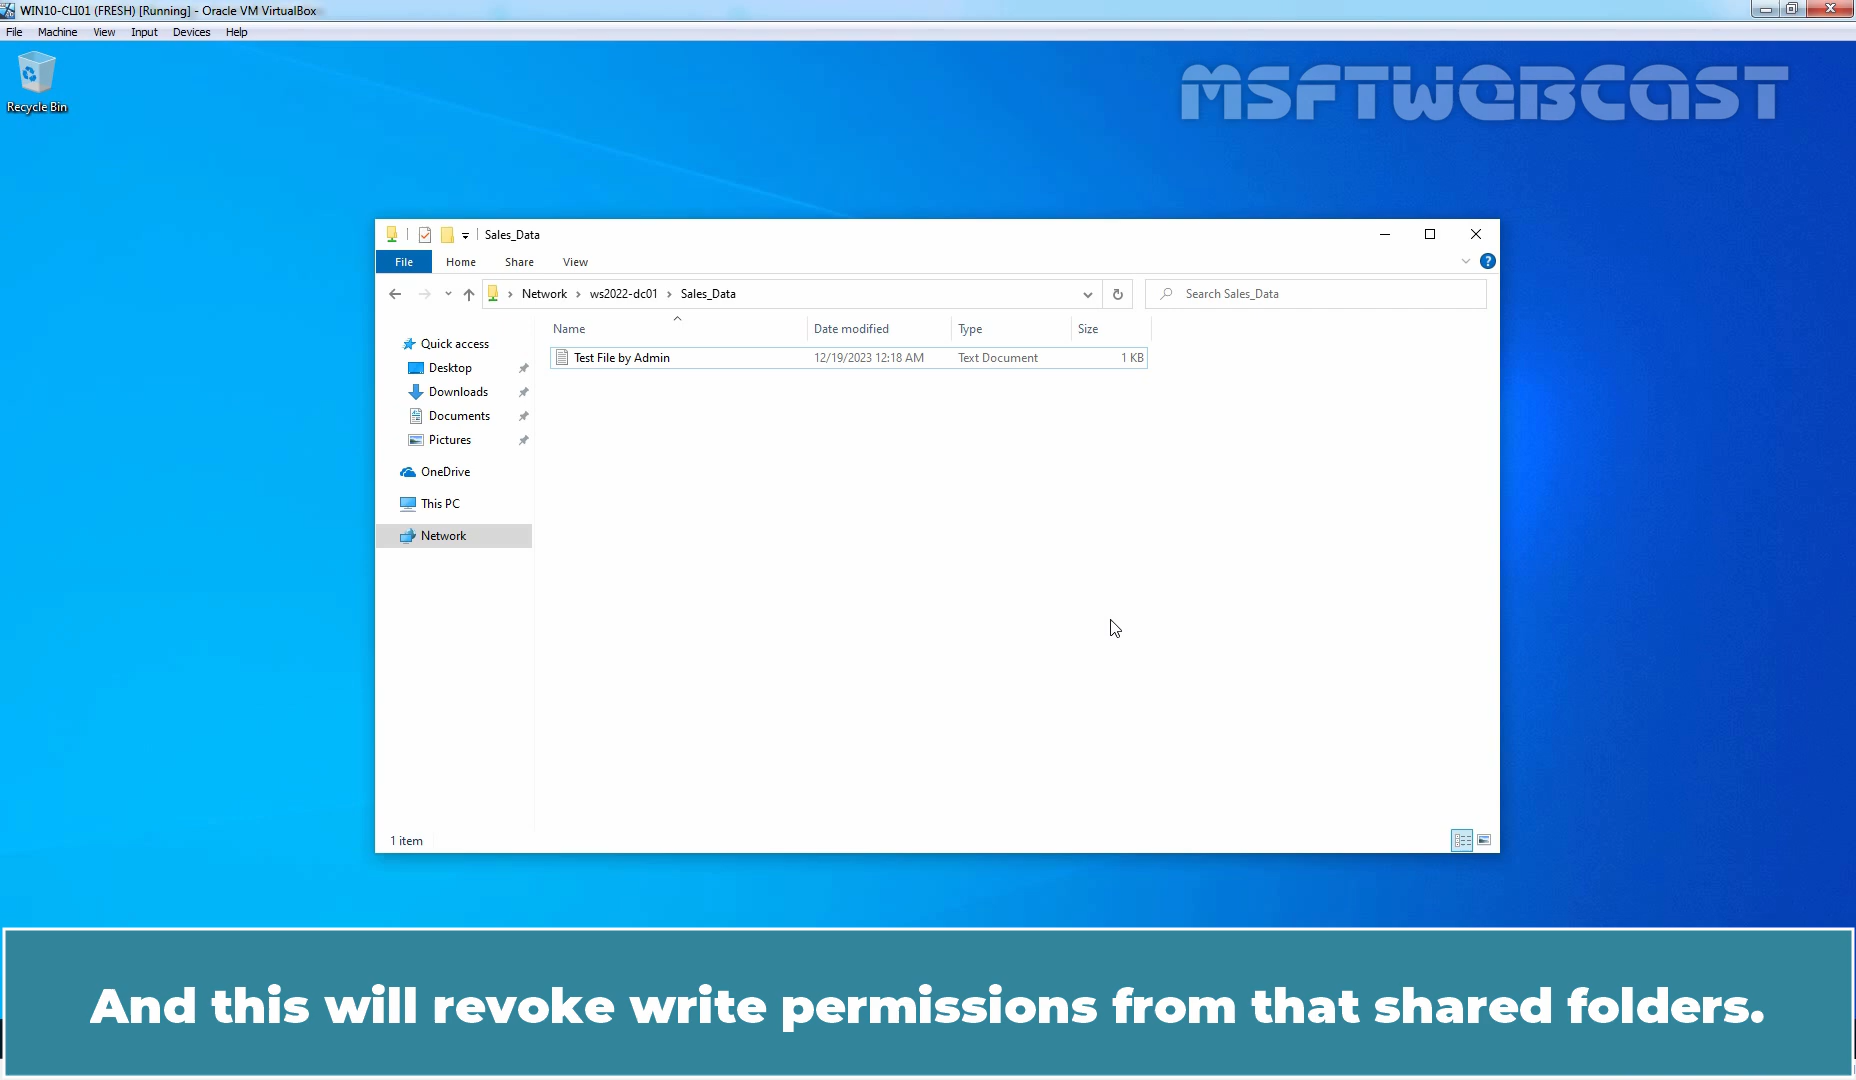 WIN10-CLI01 (FRESH) [Running] - Oracle VM VirtualBox
File Machine View Input Devices Help
Recycle Bin
MSFTWEBCAST
Sales_Data
File Home Share View
Network ws2022-dc01 Sales_Data
Search Sales_Data
Name Date modified Type Size
Test File by Admin 12/19/2023 12:18 AM Text Document 1 KB
Quick access
Desktop
Downloads
Documents
Pictures
OneDrive
This PC
Network
1 item
And this will revoke write permissions from that shared folders.